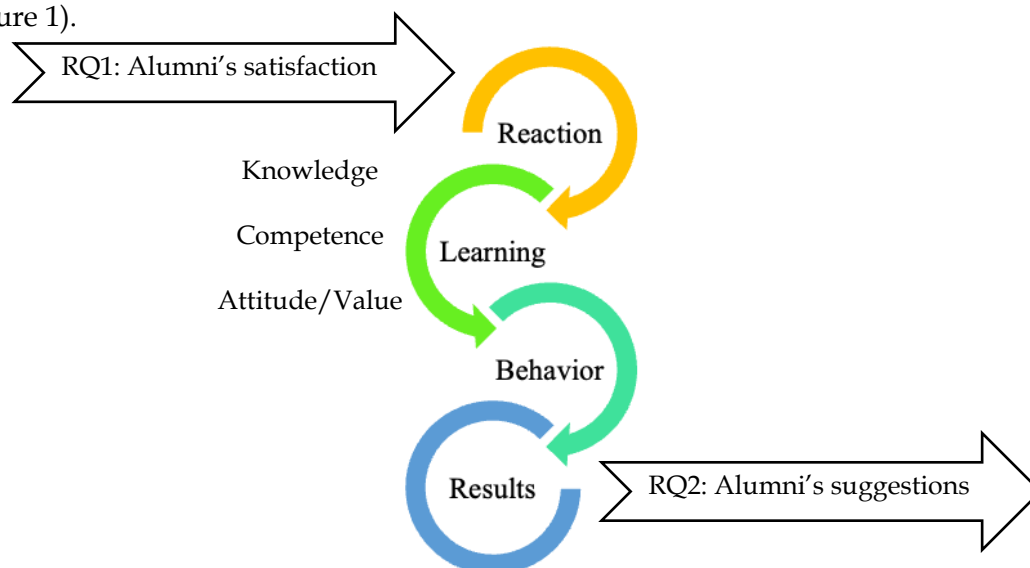 ure 1).
RQ1: Alumni’s satisfaction
Reaction
Knowledge
Competence
Learning
Attitude/Value
Behavior
Results
RQ2: Alumni’s suggestions